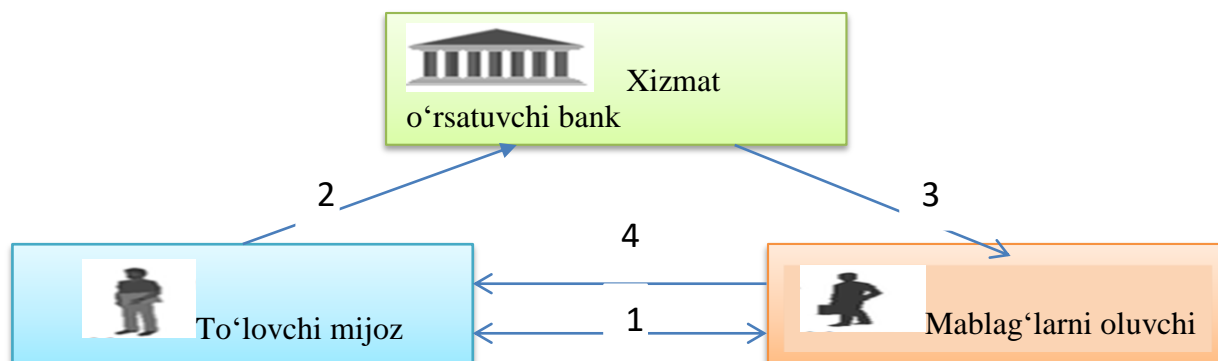 Xizmat
o‘rsatuvchi bank
2
3
4
To‘lovchi mijoz
1
Mablag‘larni oluvchi